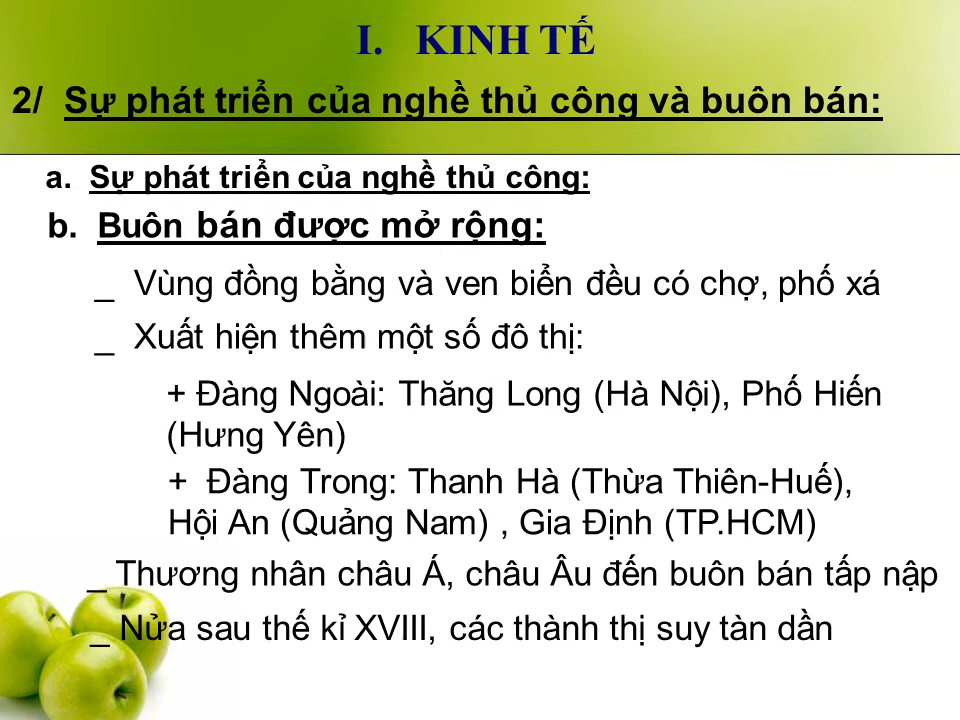 I. KINH TẾ
2/ Sự phát triển của nghề thủ công và buôn bán:
a. Sự phát triển của nghề thủ công:
b. Buôn bán được mở rộng:
_ Vùng đồng bằng và ven biển đều có chợ, phố xá
_ Xuất hiện thêm một số đô thị:
+ Đàng Ngoài: Thăng Long (Hà Nội), Phố Hiến
(Hưng Yên)
+ Đàng Trong: Thanh Hà (Thừa Thiên-Huế),
Hội An (Quảng Nam) , Gia Định (TP.HCM)
_ Thương nhân châu Á, châu Âu đến buôn bán tấp nập
_ Nửa sau thế kỉ XVIII, các thành thị suy tàn dần